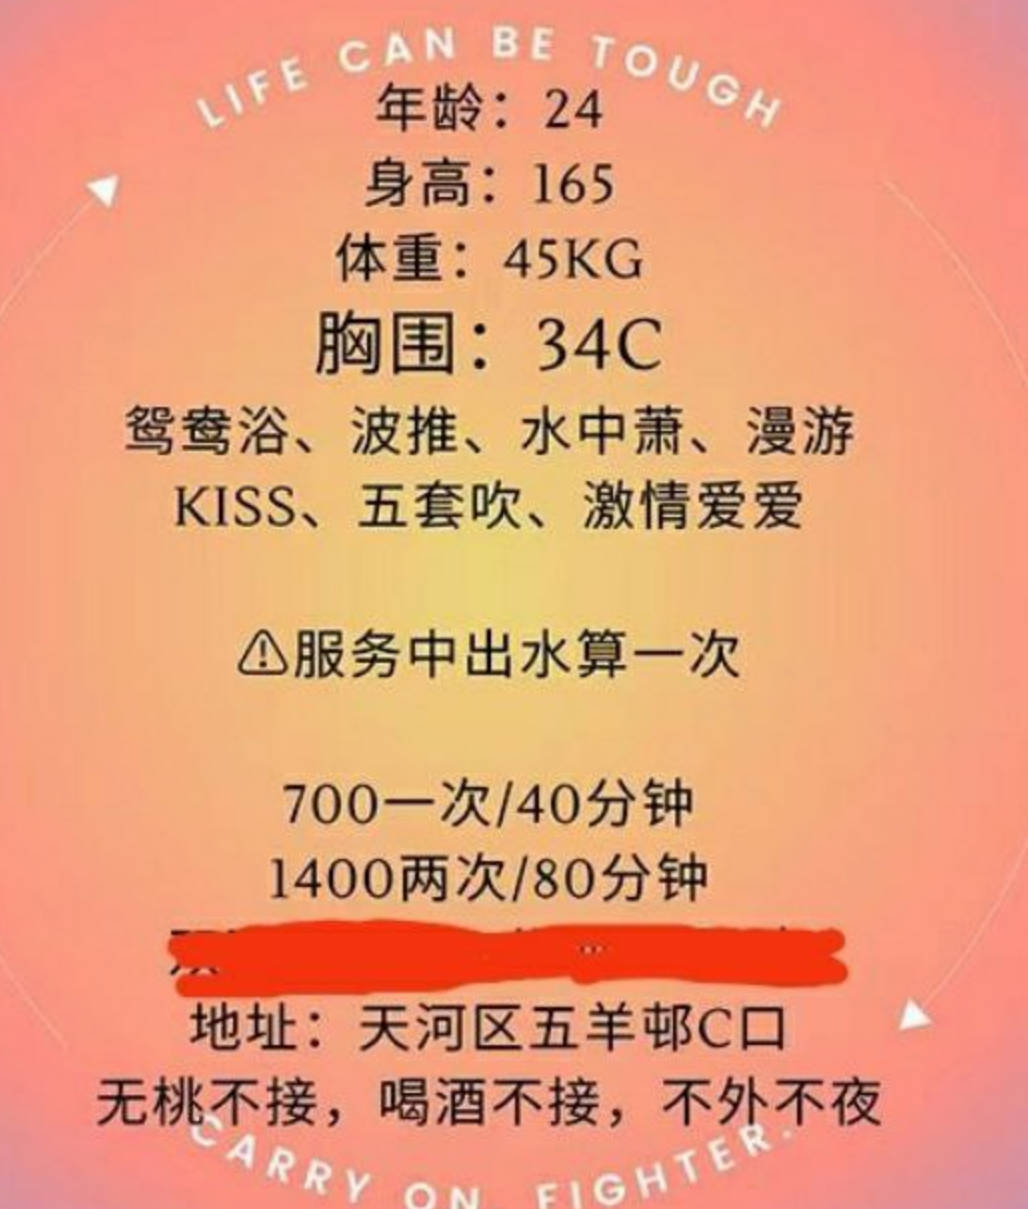 LIFE CAN BE TOUGH
年龄：24
身高：165
体重：45KG
胸围：34C
鸳鸯浴、波推、水中萧、漫游
KISS、五套吹、激情爱爱
⚠服务中出水算一次
700一次/40分钟
1400两次/80分钟
地址：天河区五羊邨C口
无桃不接，喝酒不接，不外不夜
CARRY ON, FIGHTER.